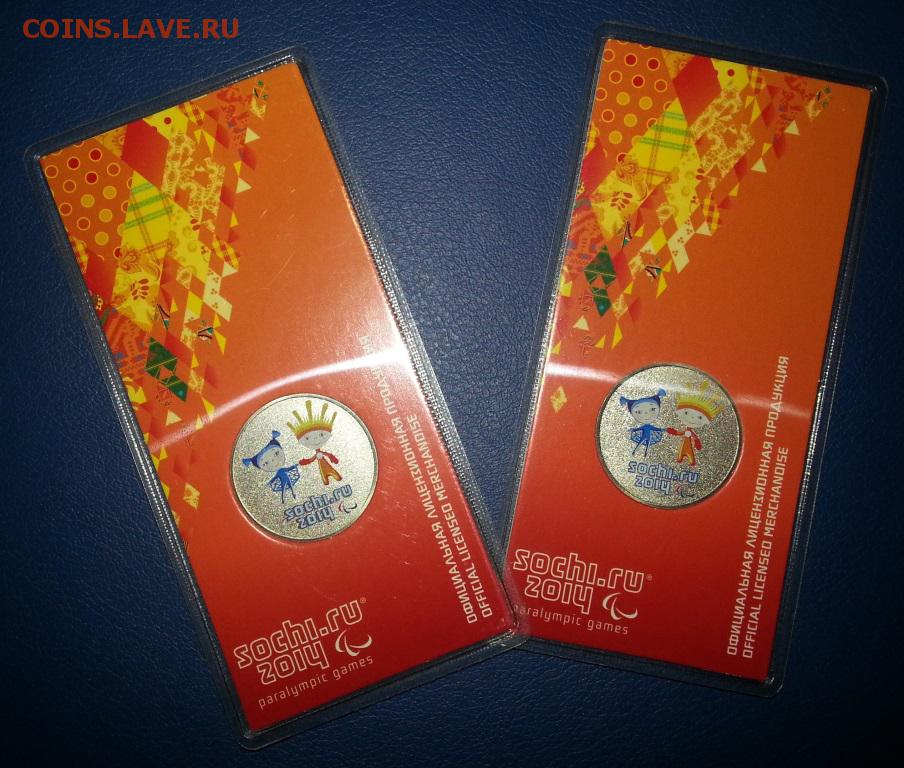 COINS.LAVE.RU
sochi.ru
2014
ОФИЦИАЛЬНАЯ ЛИЦЕНЗИОННАЯ ПРОДУКЦИЯ
OFFICIAL LICENSED MERCHANDISE
sochi.ru®
2014
paralympic games
sochi.ru
2014
ОФИЦИАЛЬНАЯ ЛИЦЕНЗИОННАЯ ПРОДУКЦИЯ
OFFICIAL LICENSED MERCHANDISE
sochi.ru®
2014
paralympic games